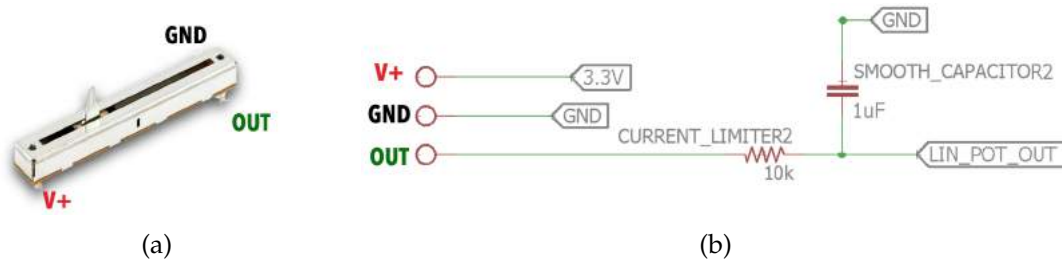 GND
OUT
V+
(a)
V+
3.3V
GND
GND
OUT
CURRENT_LIMITER2
10k
GND
SMOOTH_CAPACITOR2
1uF
LIN_POT_OUT
(b)